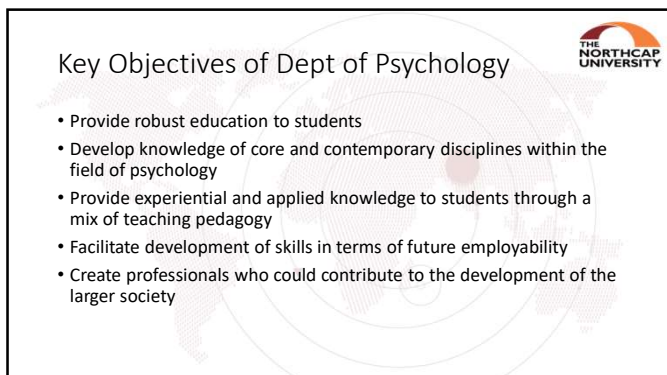 THE
NORTHCAP
UNIVERSITY
Key Objectives of Dept of Psychology
• Provide robust education to students
• Develop knowledge of core and contemporary disciplines within the
field of psychology
• Provide experiential and applied knowledge to students through a
mix of teaching pedagogy
• Facilitate development of skills in terms of future employability
• Create professionals who could contribute to the development of the
larger society